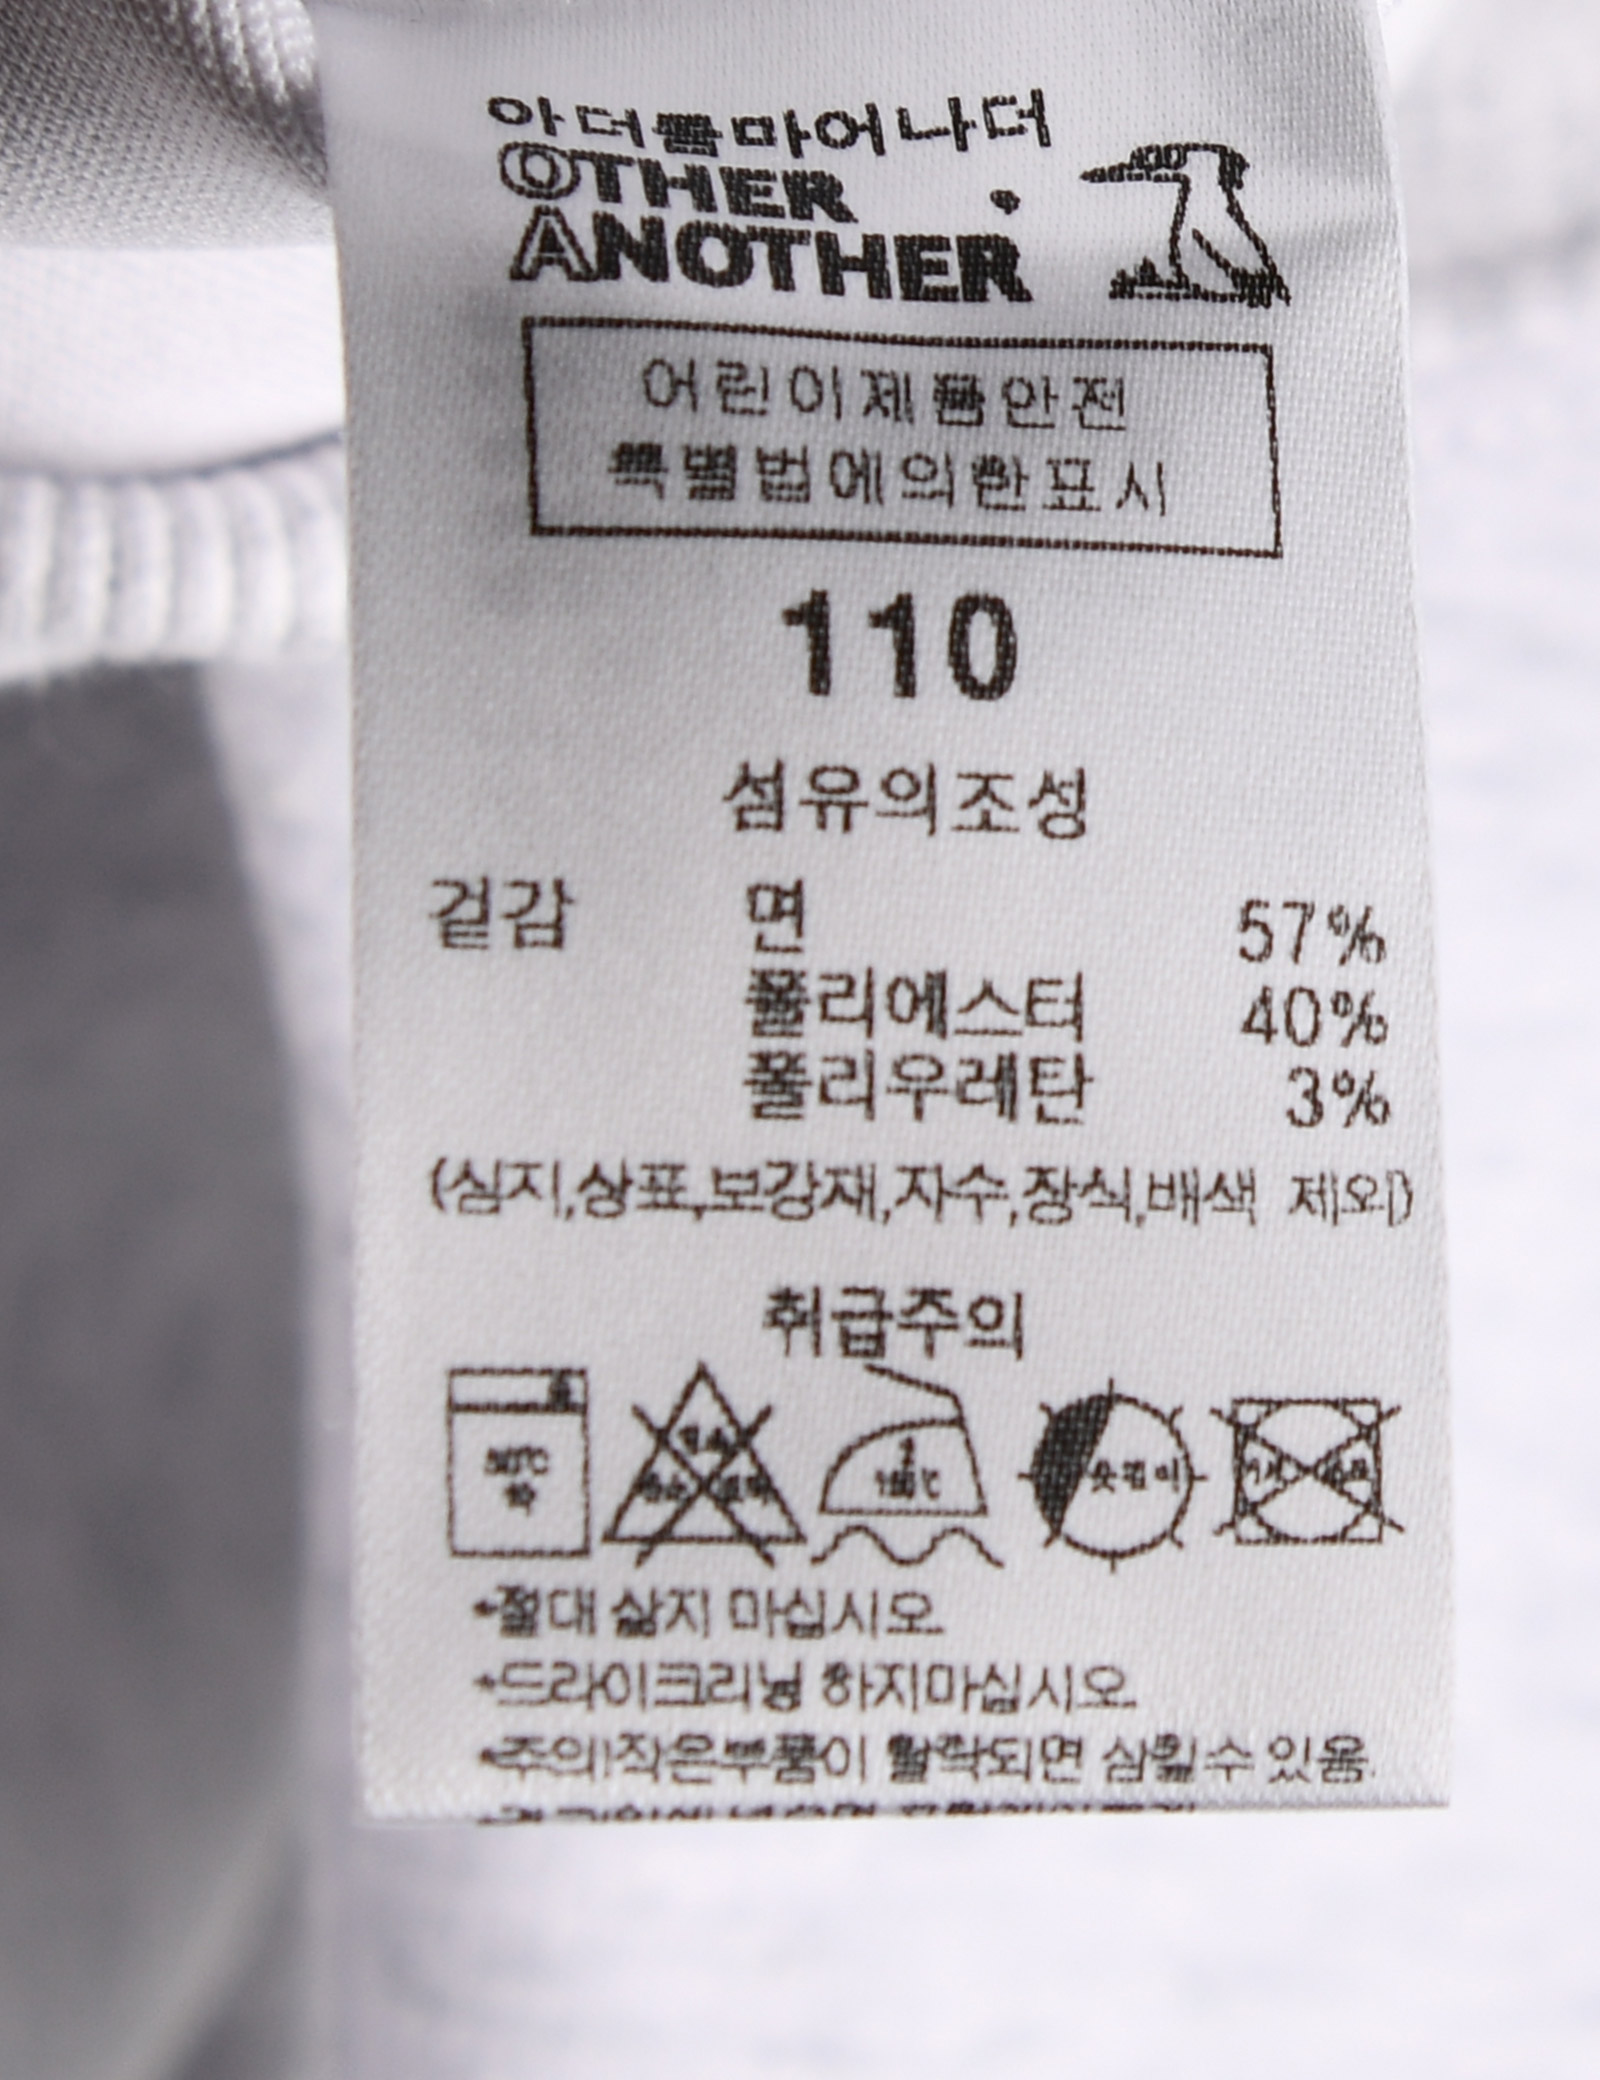 아더콤마어나더
OTHER,
ANOTHER
어린이제품안전
특별법에의한표시
110
섬유의조성
겉감 면 57%
폴리에스터 40%
폴리우레탄 3%
(심지,상표,보강재,자수,장식,배색 제외)
취급주의
옷걸이
*절대 삶지 마십시오.
*드라이크리닝 하지마십시오.
*주의!작은부품이 탈락되면 삼킬수 있음.